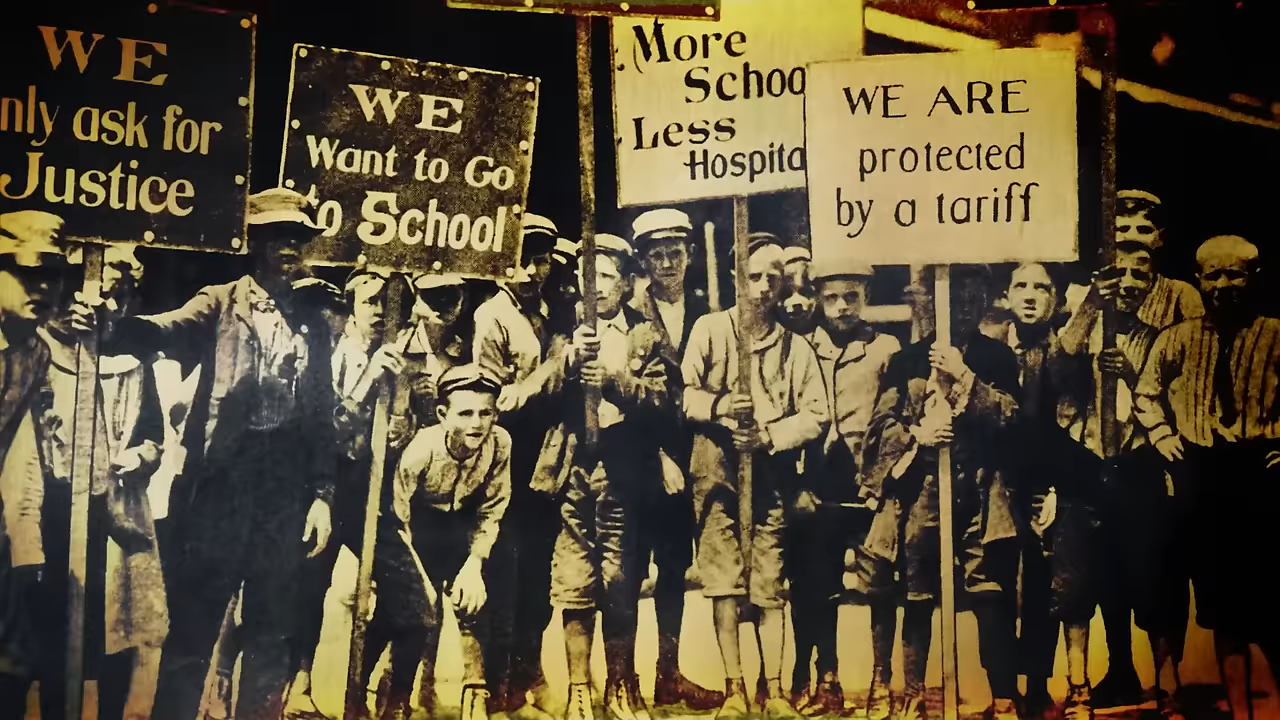 WE
nly ask for
Justice
WE
Want to Go
to School
More
Schoo
Less
Hospita
WE ARE
protected
by a tariff